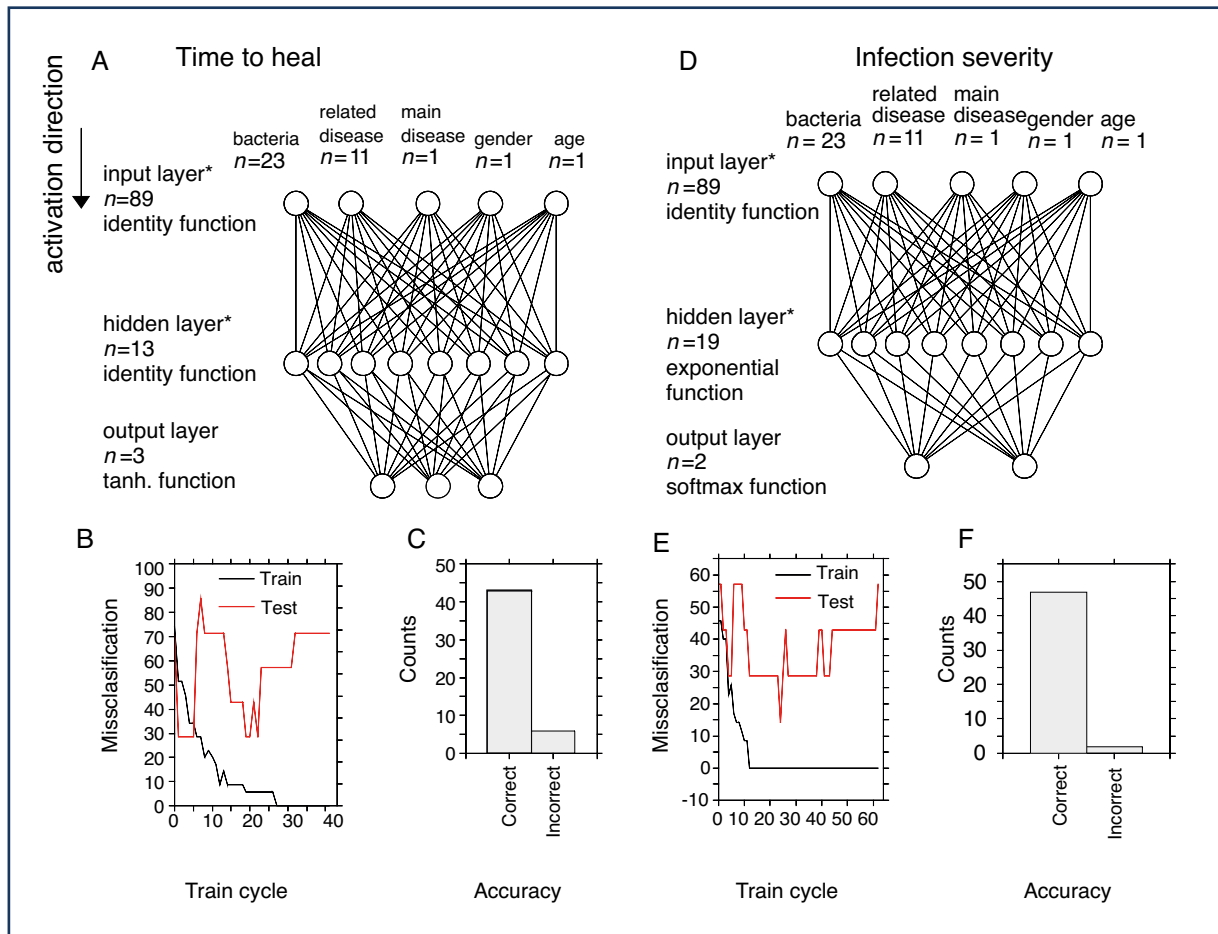 A
Time to heal
activation direction
bacteria
n=23
related
disease
n=11
main
disease
n=1
gender
n=1
age
n=1
input layer*
n=89
identity function
hidden layer*
n=13
identity function
output layer
n=3
tanh. function
D
Infection severity
bacteria
n=23
related
disease
n=11
main
disease
n=1
gender
n=1
age
n=1
input layer*
n=89
identity function
hidden layer*
n=19
exponential
function
output layer
n=2
softmax function
B
Missclasification
100
90
80
70
60
50
40
30
20
10
0
0 10 20 30 40
Train
Test
Train cycle
C
Counts
50
40
30
20
10
0
Correct
Incorrect
Accuracy
E
Missclasification
60
50
40
30
20
10
0
-10
0 10 20 30 40 50 60
Train
Test
Train cycle
F
Counts
50
40
30
20
10
0
Correct
Incorrect
Accuracy